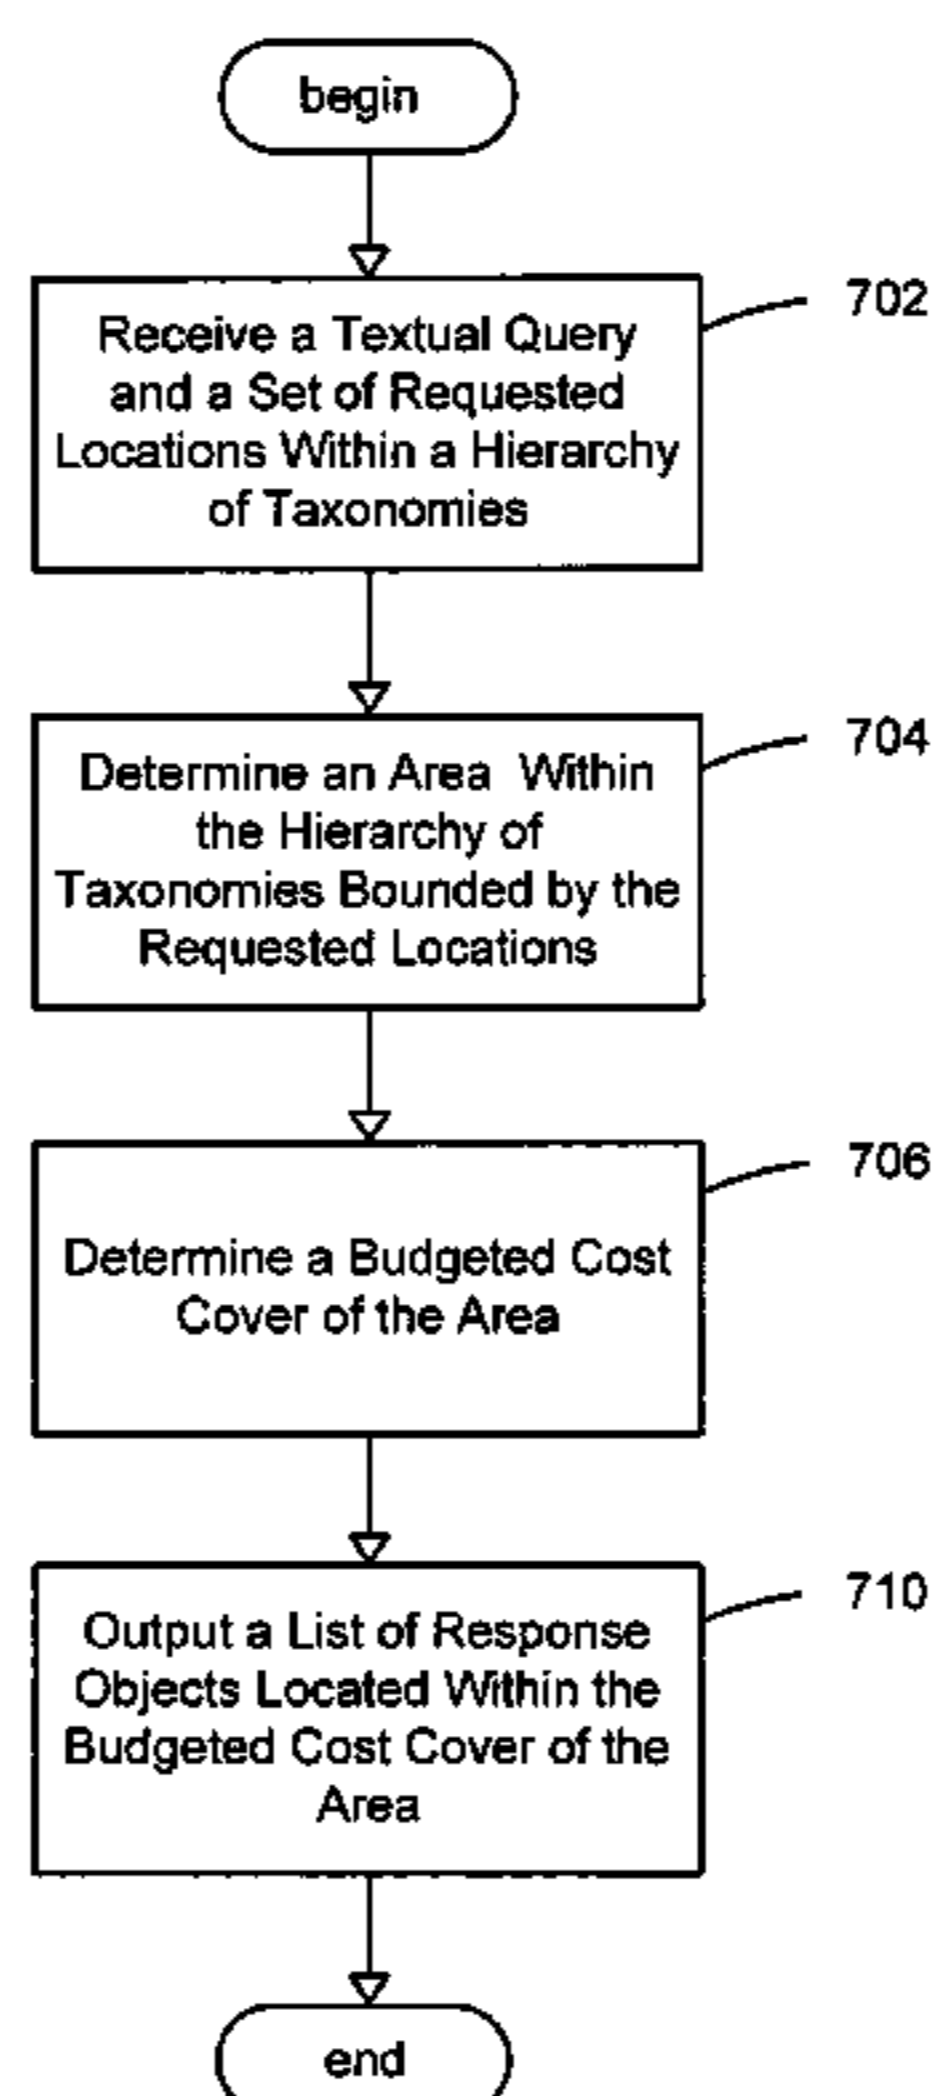 begin
702
Receive a Textual Query
and a Set of Requested
Locations Within a Hierarchy
of Taxonomies
704
Determine an Area Within
the Hierarchy of
Taxonomies Bounded by the
Requested Locations
706
Determine a Budgeted Cost
Cover of the Area
710
Output a List of Response
Objects Located Within the
Budgeted Cost Cover of the
Area
end